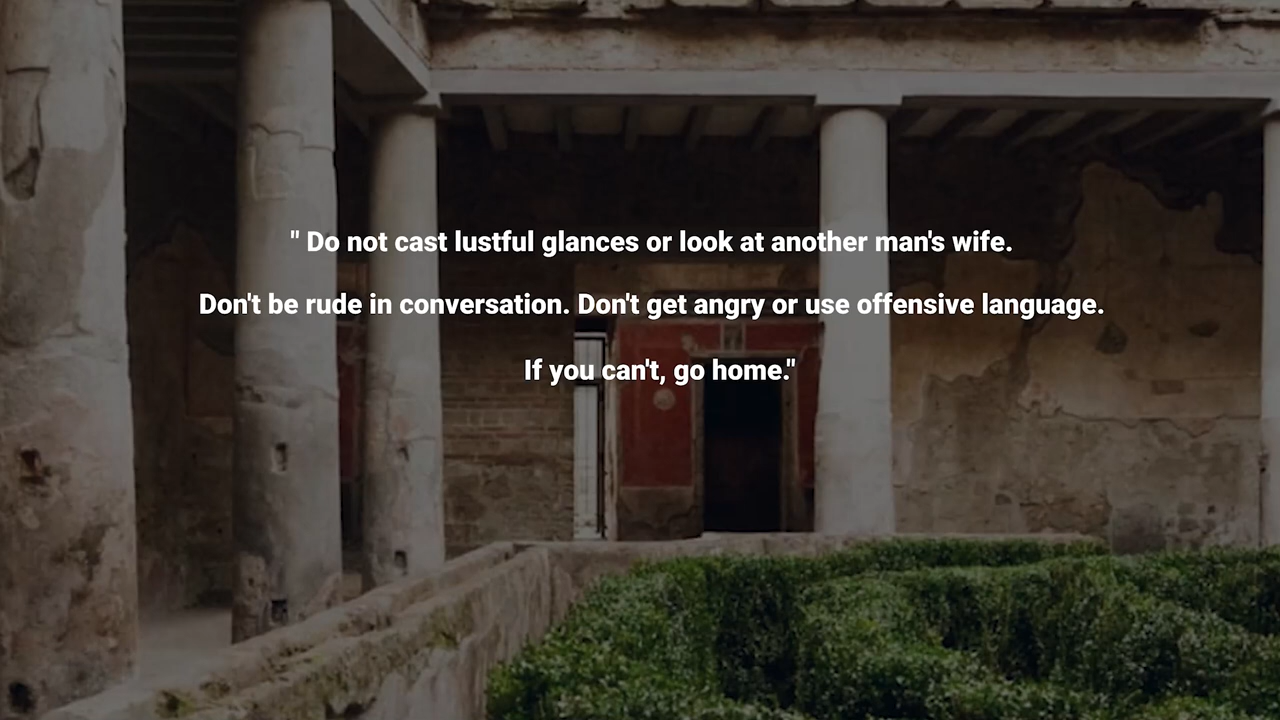 " Do not cast lustful glances or look at another man's wife.
Don't be rude in conversation. Don't get angry or use offensive language.
If you can't, go home."